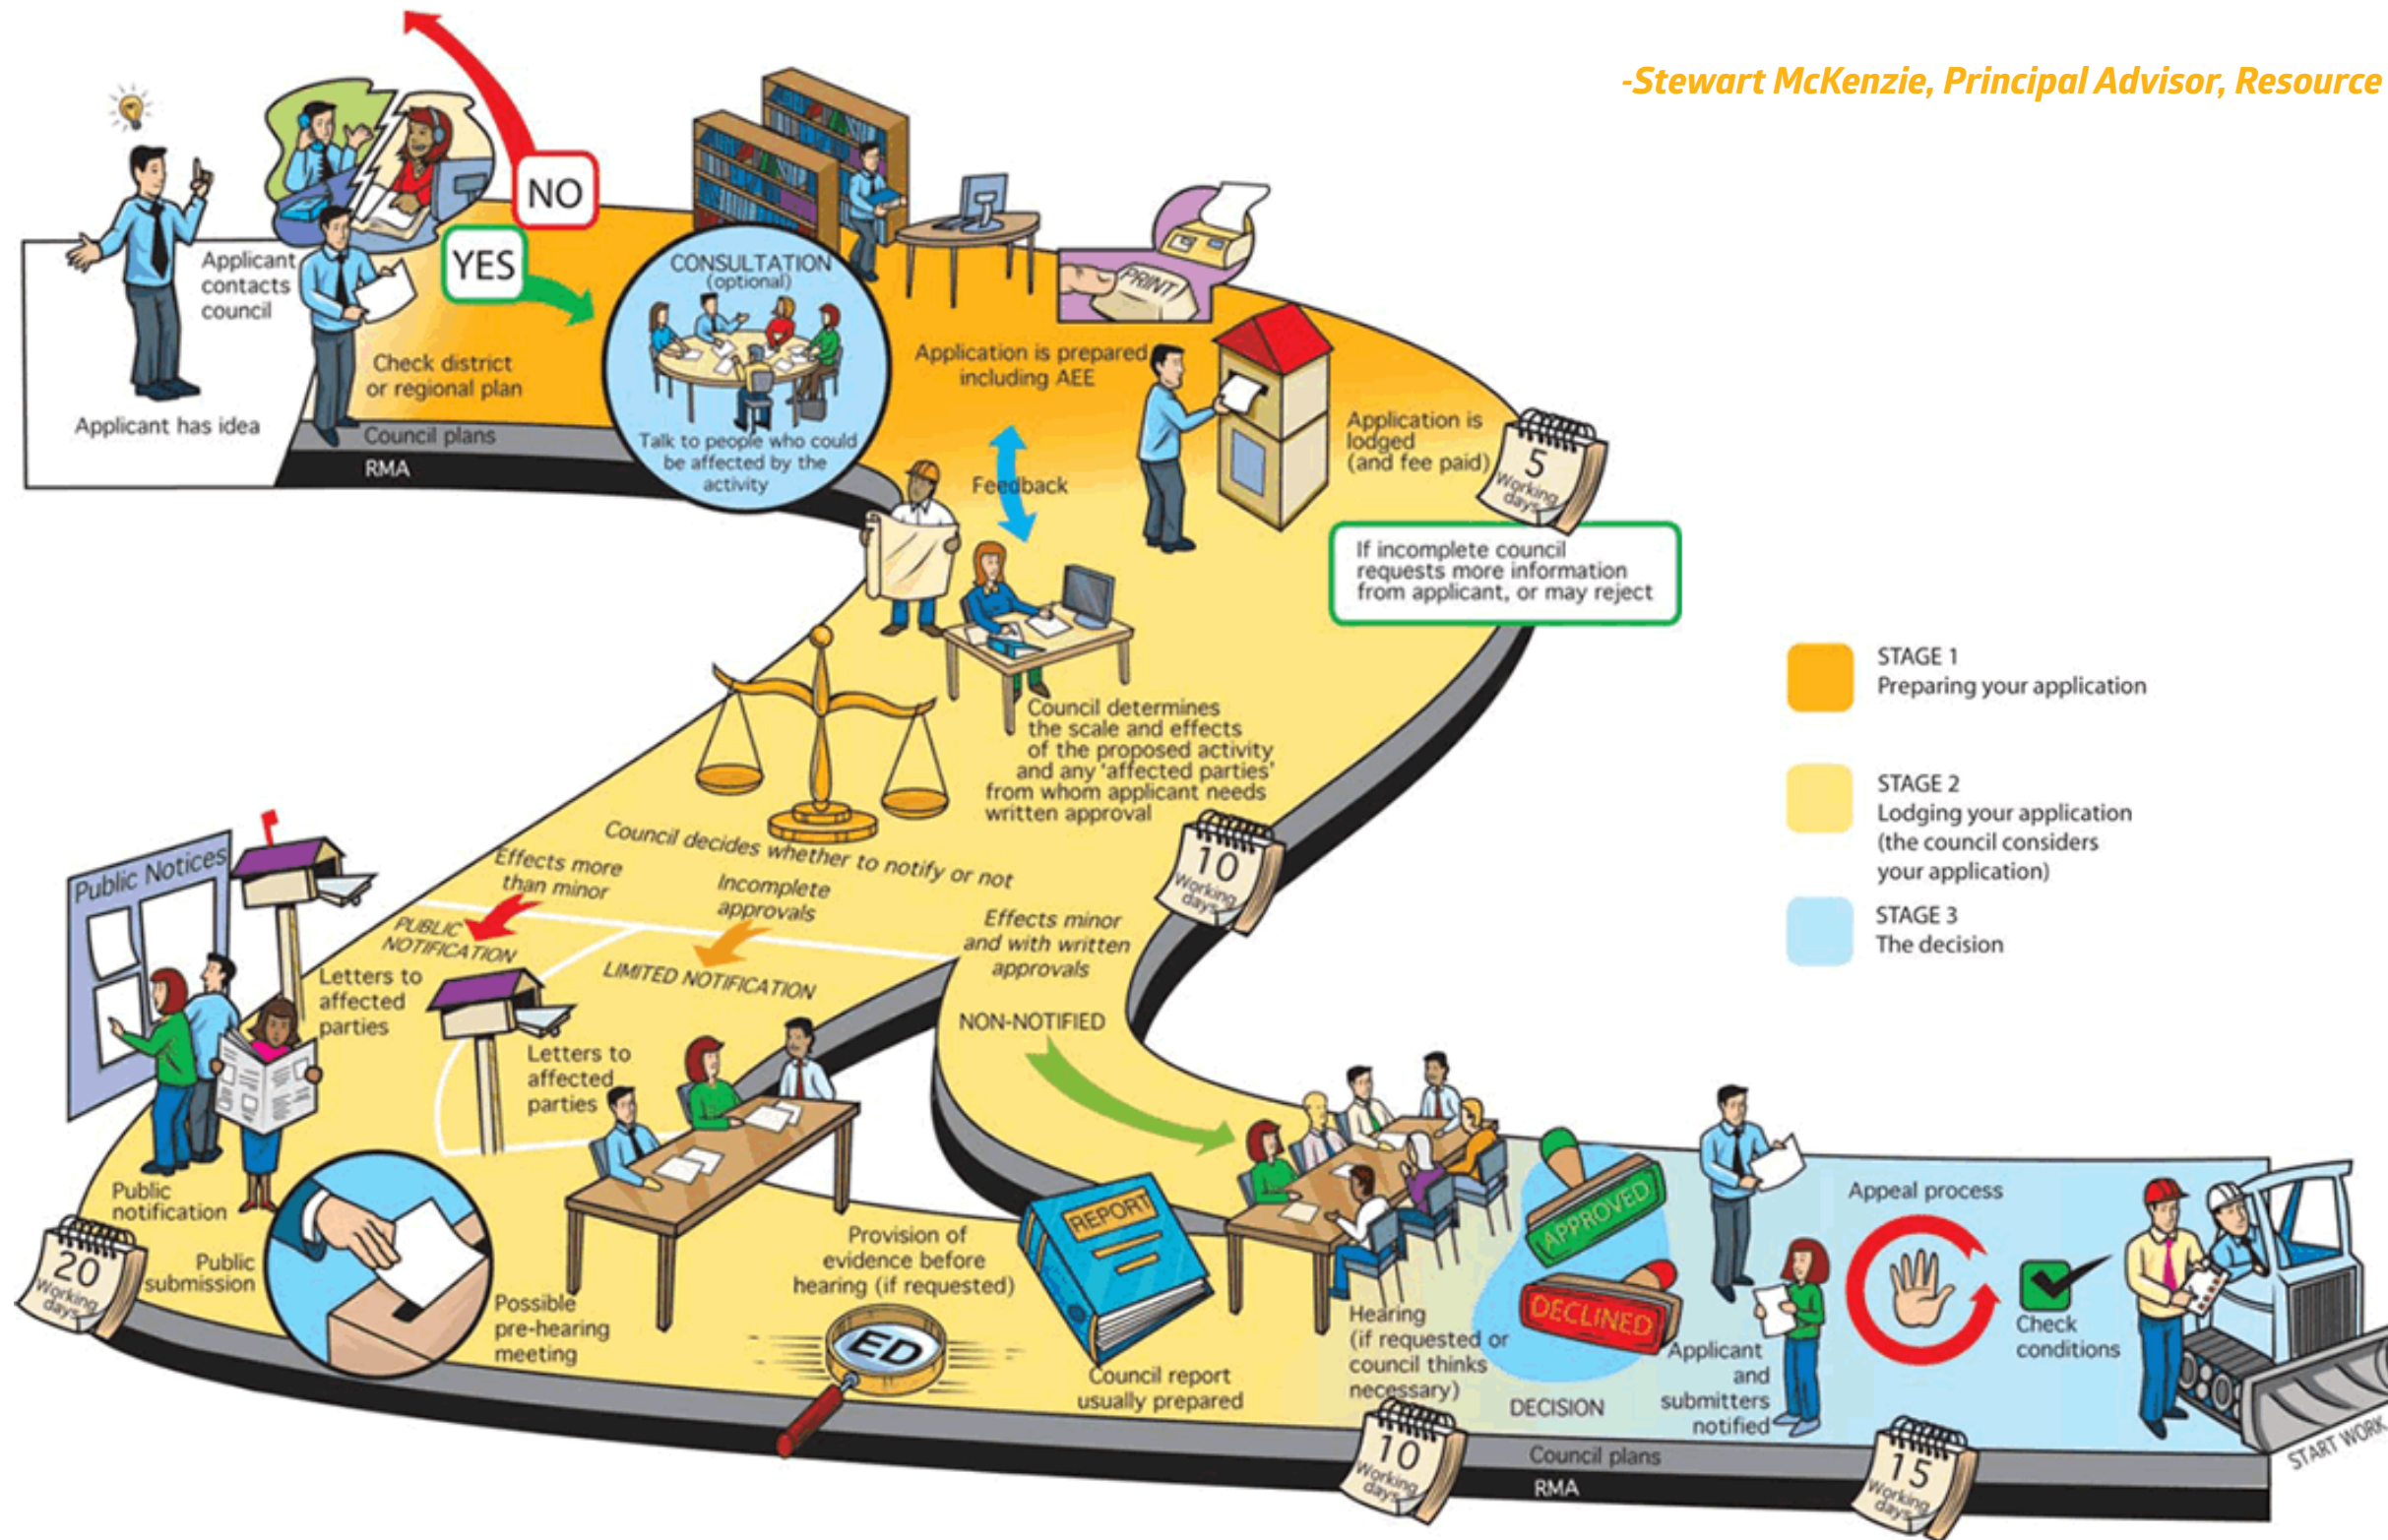 -Stewart McKenzie, Principal Advisor, Resource
NO
YES
Applicant
contacts
council
Applicant has idea
Check district
or regional plan
Council plans
RMA
CONSULTATION
(optional)
Talk to people who could
be affected by the
activity
PRINT
Application is prepared
including AEE
Feedback
Application is
lodged
(and fee paid)
5
Working
days
If incomplete council
requests more information
from applicant, or may reject
STAGE 1
Preparing your application
STAGE 2
Lodging your application
(the council considers
your application)
STAGE 3
The decision
Council determines
the scale and effects
of the proposed activity,
and any 'affected parties'
from whom applicant needs
written approval
10
Working
days
Council decides whether to notify or not
Effects more
than minor
Incomplete
approvals
Effects minor
and with written
approvals
PUBLIC
NOTIFICATION
LIMITED NOTIFICATION
NON-NOTIFIED
Public Notices
Letters to
affected
parties
Letters to
affected
parties
Public
notification
20
Working
days
Public
submission
Possible
pre-hearing
meeting
Provision of
evidence before
hearing (if requested)
ED
REPORT
Council report
usually prepared
Hearing
(if requested or
council thinks
necessary)
10
Working
days
APPROVED
DECLINED
DECISION
Applicant
and
submitters
notified
Appeal process
Check
conditions
Council plans
RMA
15
Working
days
START WORK